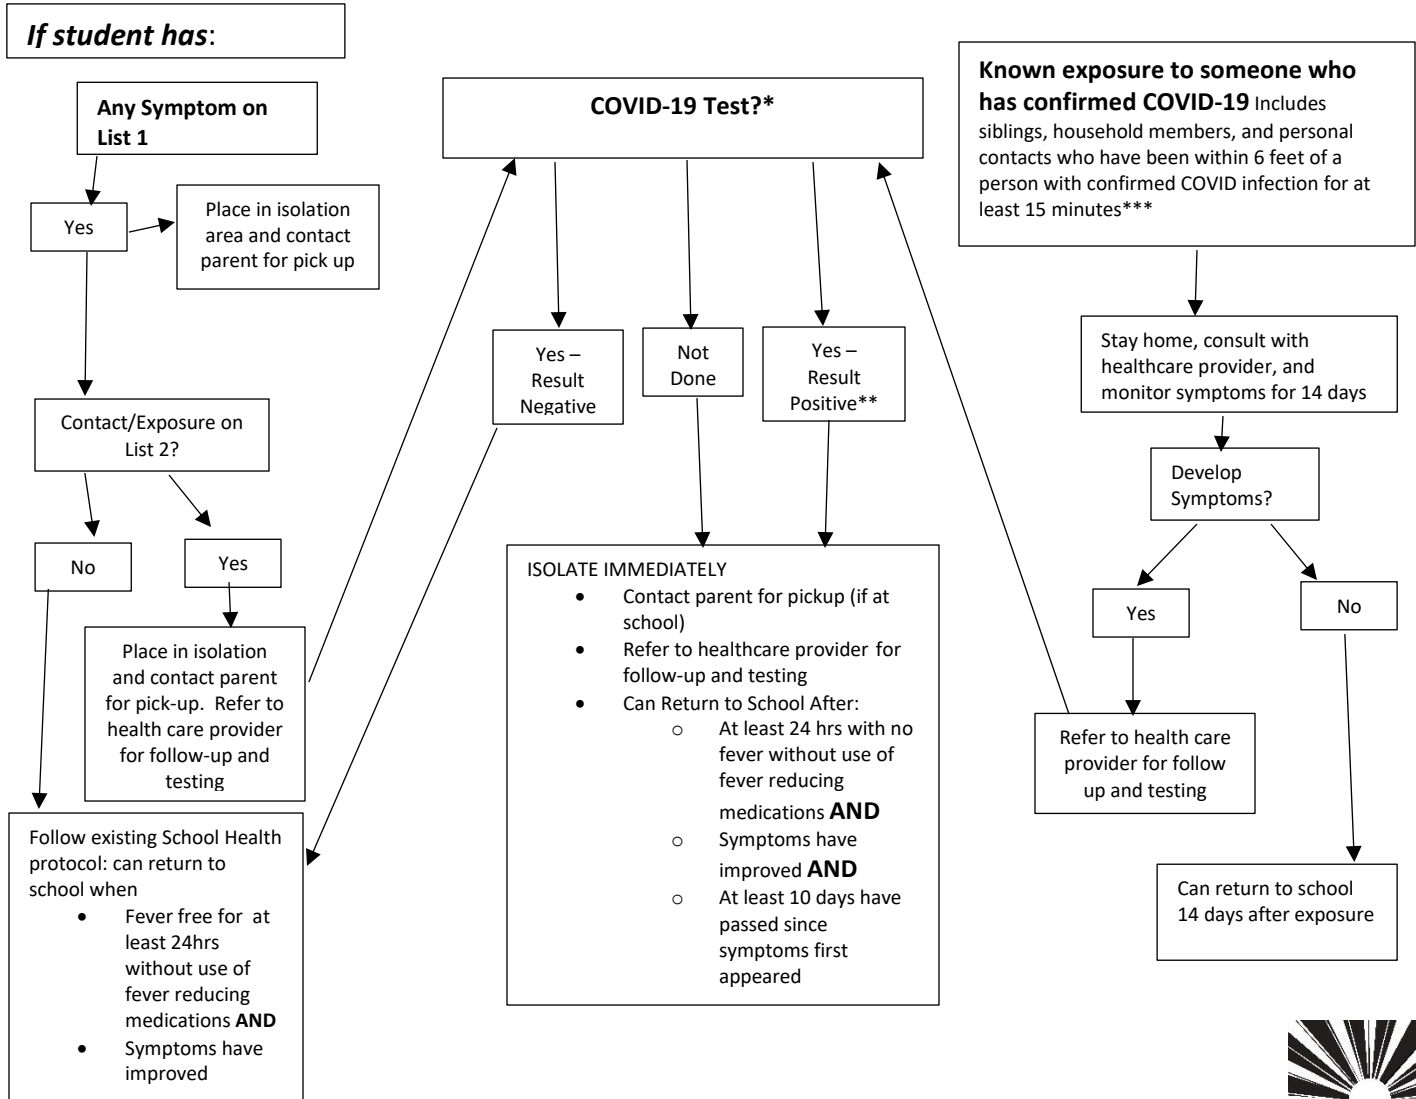 If student has:
Any Symptom on
List 1
Yes
Place in isolation
area and contact
parent for pick up
Contact/Exposure on
List 2?
No
Yes
Place in isolation
and contact parent
for pick-up. Refer to
health care provider
for follow-up and
testing
Follow existing School Health
protocol: can return to
school when
• Fever free for at
least 24hrs
without use of
fever reducing
medications AND
• Symptoms have
improved
COVID-19 Test?*
Yes –
Result
Negative
Not
Done
Yes –
Result
Positive**
ISOLATE IMMEDIATELY
• Contact parent for pickup (if at
school)
• Refer to healthcare provider for
follow-up and testing
• Can Return to School After:
o At least 24 hrs with no
fever without use of
fever reducing
medications AND
o Symptoms have
improved AND
o At least 10 days have
passed since
symptoms first
appeared
Known exposure to someone who
has confirmed COVID-19 Includes
siblings, household members, and personal
contacts who have been within 6 feet of a
person with confirmed COVID infection for at
least 15 minutes***
Stay home, consult with
healthcare provider, and
monitor symptoms for 14 days
Develop
Symptoms?
Yes
No
Refer to health care
provider for follow
up and testing
Can return to school
14 days after exposure